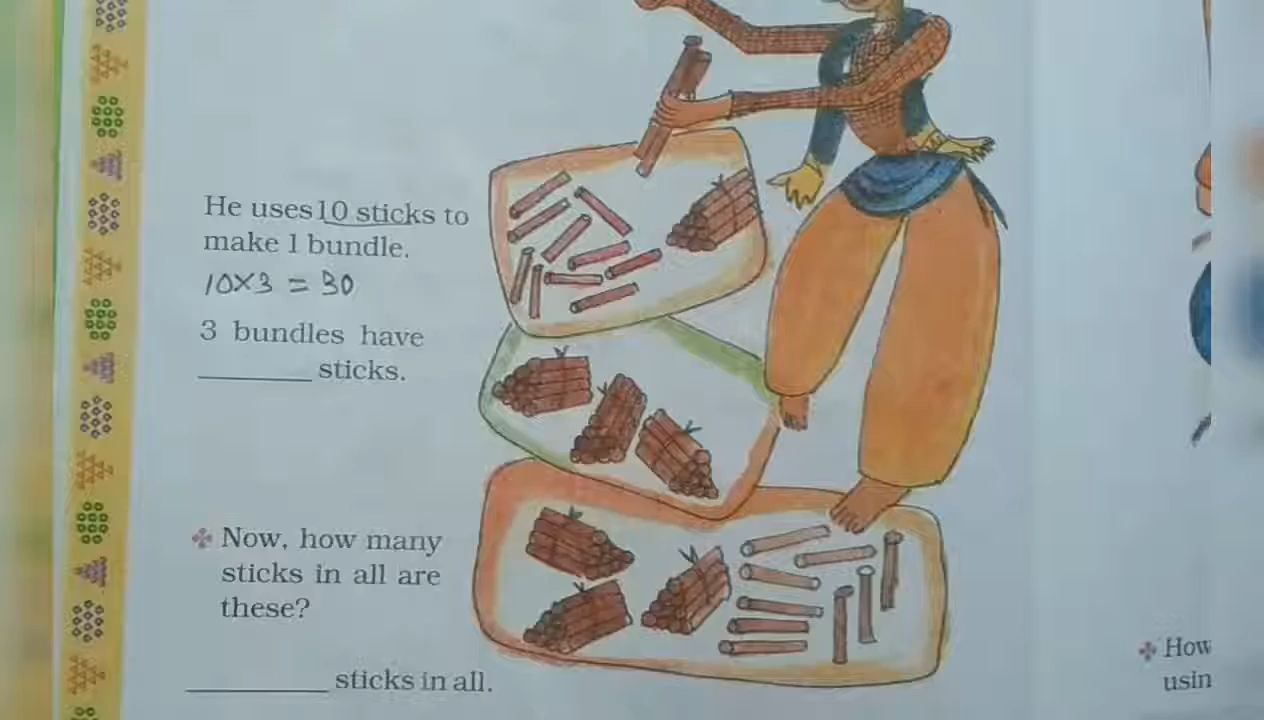 He uses 10 sticks to
make 1 bundle.
10×3 = 30
3 bundles have
________ sticks.
Now, how many
sticks in all are
these?
__________ sticks in all.
How
usin